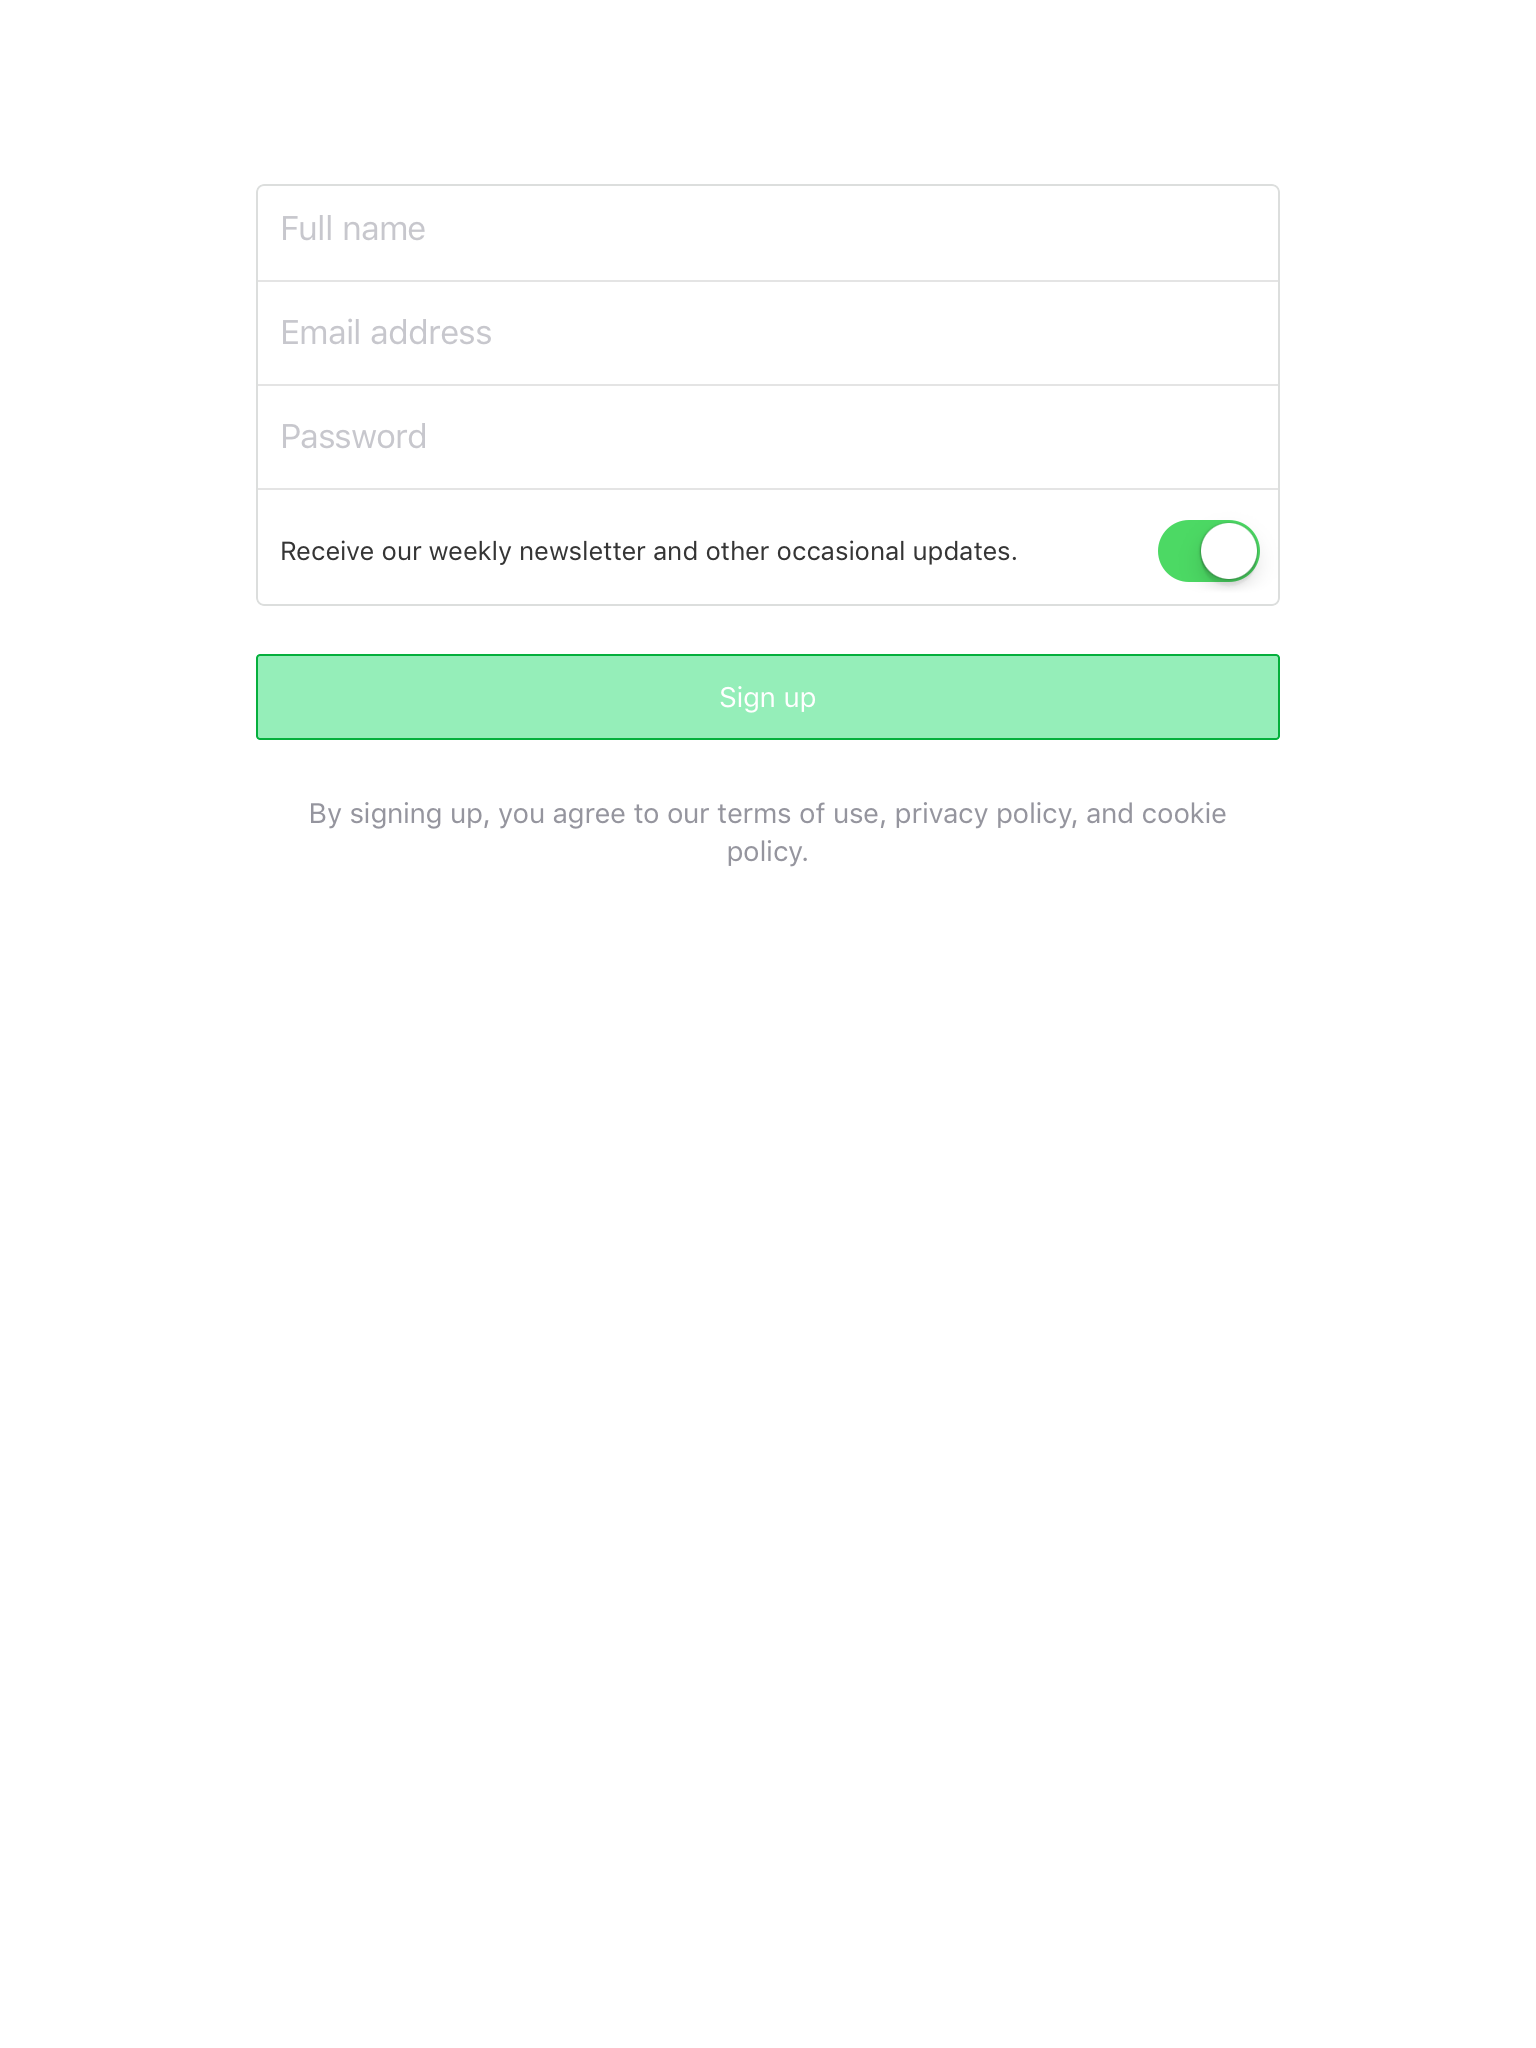 Full name
Email address
Password
Receive our weekly newsletter and other occasional updates.
Sign up
By signing up, you agree to our terms of use, privacy policy, and cookie
policy.